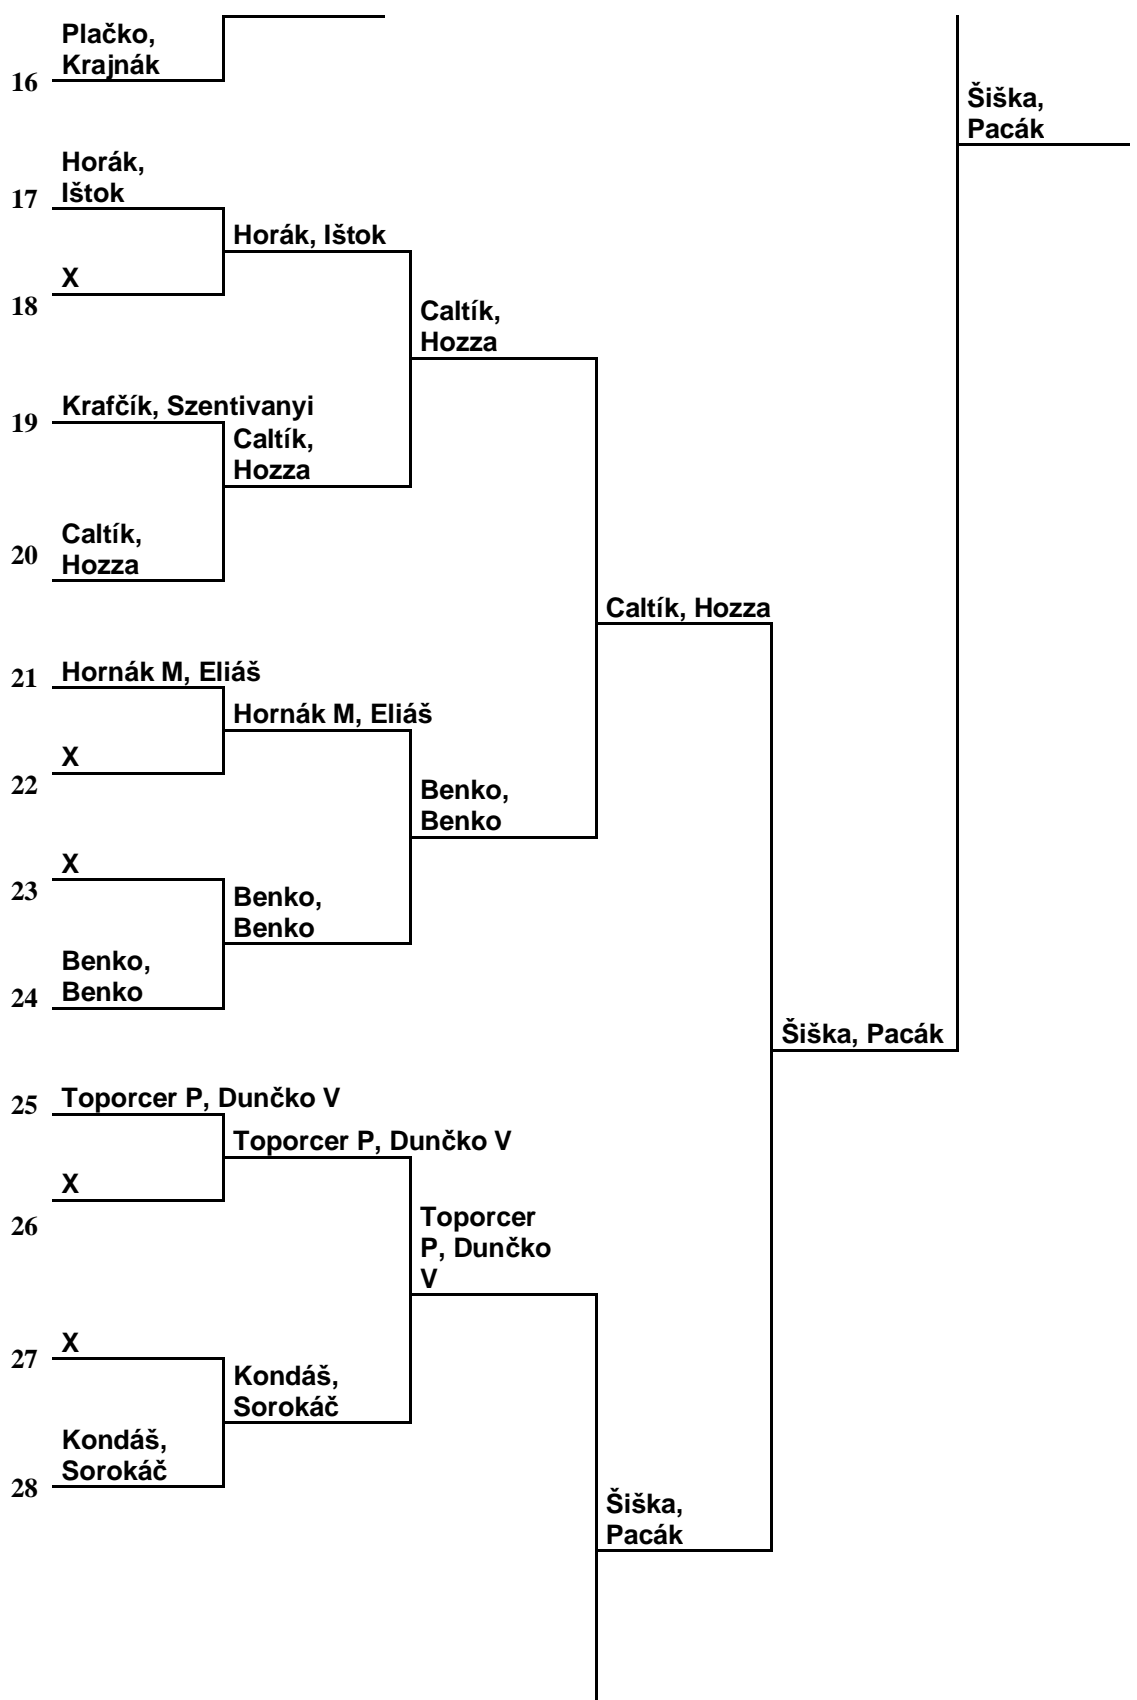 Plačko,
Krajnák
16
Šiška,
Pacák
Horák,
Ištok
17
Horák, Ištok
X
18
Caltík,
Hozza
Krafčík, Szentivanyi
19
Caltík,
Hozza
Caltík,
Hozza
20
Caltík, Hozza
Hornák M, Eliáš
21
Hornák M, Eliáš
X
22
Benko,
Benko
X
23
Benko,
Benko
Benko,
Benko
24
Šiška, Pacák
Toporcer P, Dunčko V
25
Toporcer P, Dunčko V
X
26
Toporcer
P, Dunčko
V
X
27
Kondáš,
Sorokáč
Kondáš,
Sorokáč
28
Šiška,
Pacák